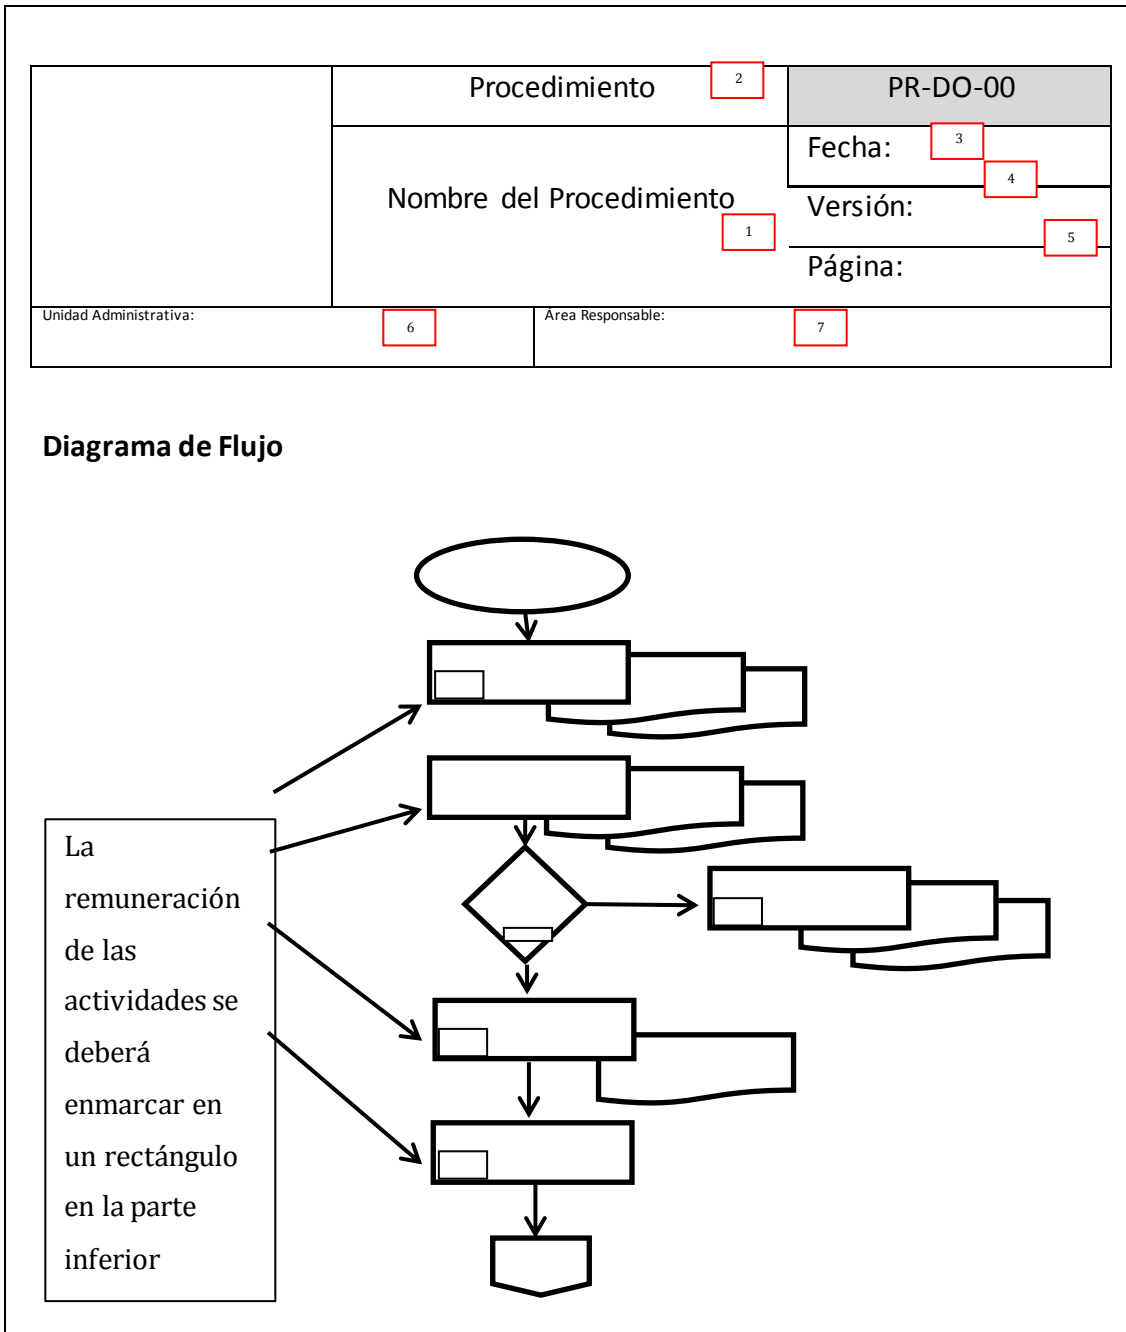 Procedimiento 2
PR-DO-00
Nombre del Procedimiento
1
Fecha: 3
4
Versión:
5
Página:
Unidad Administrativa: 6
Área Responsable: 7
Diagrama de Flujo
La
remuneración
de las
actividades se
deberá
enmarcar en
un rectángulo
en la parte
inferior